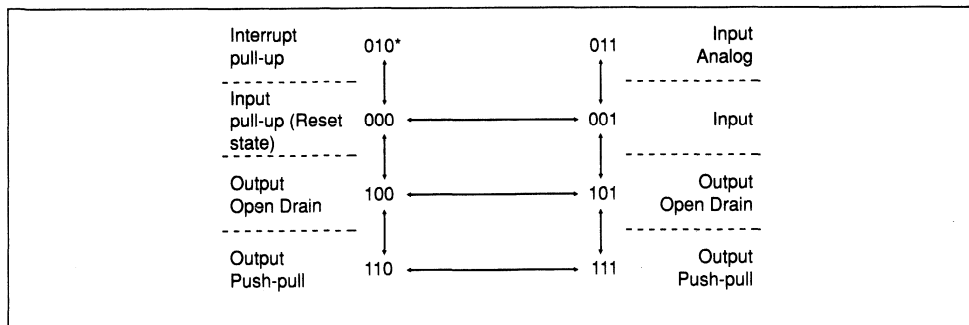 Interrupt
pull-up
010*
011
Input
Analog
Input
pull-up (Reset
state)
000
001
Input
Output
Open Drain
100
101
Output
Open Drain
Output
Push-pull
110
111
Output
Push-pull